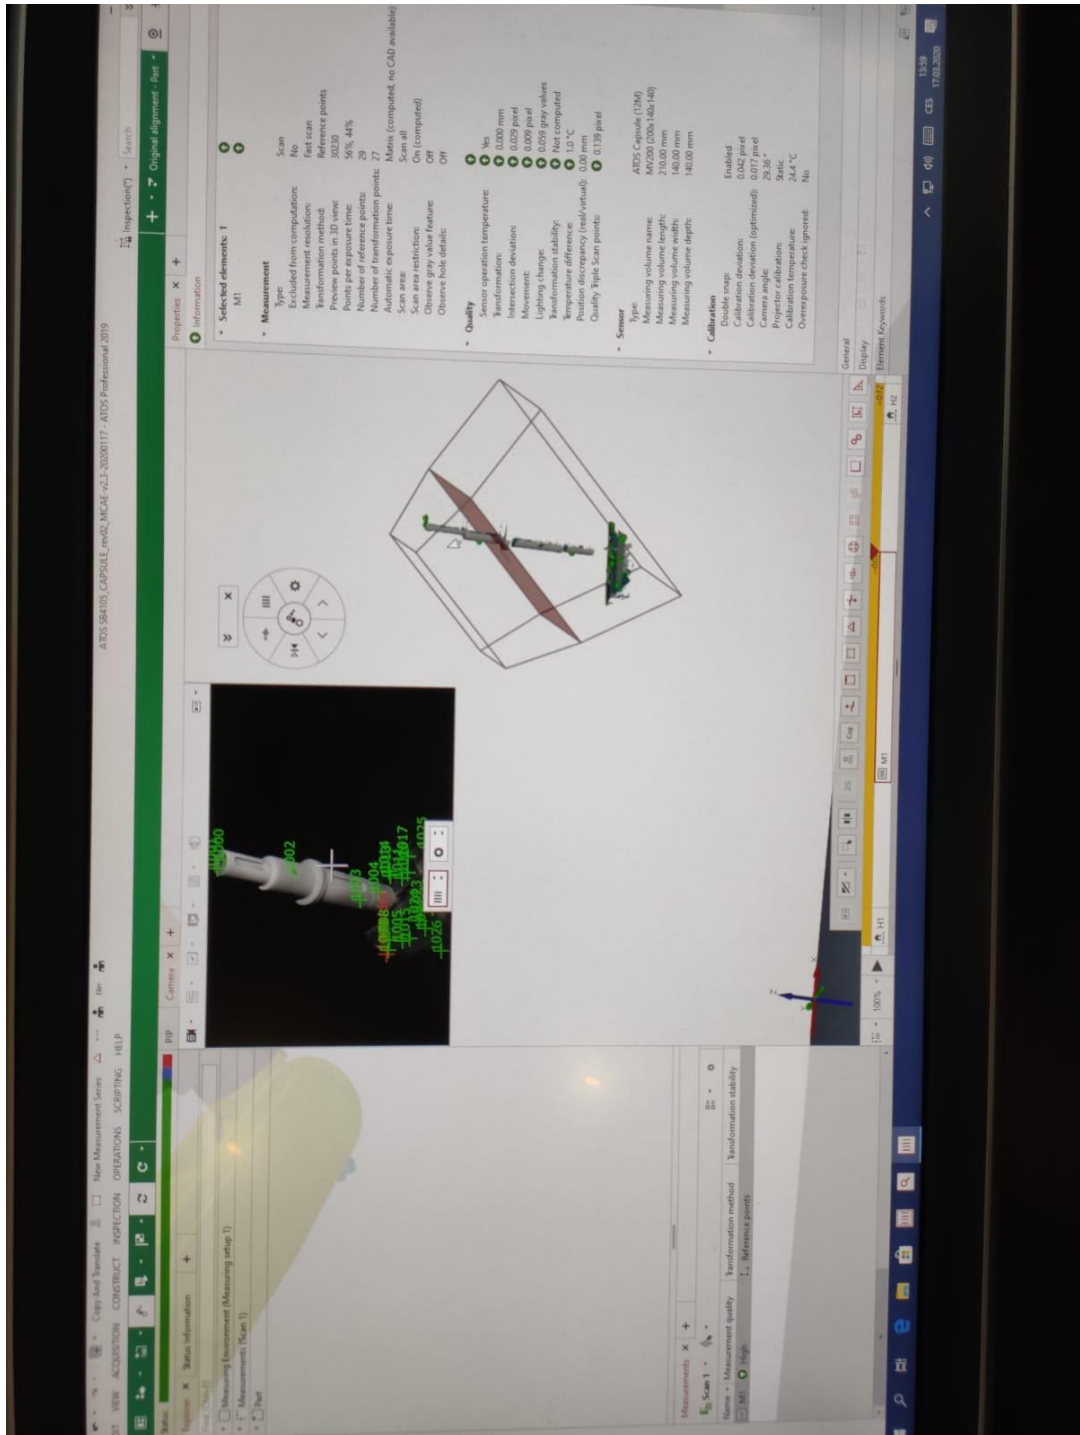 ATOS SB4105_CAPSULE_rev02_MCAE-v2.3-20200117 - ATOS Professional 2019
Copy And Translate
New Measurement Series
VIEW ACQUISITION CONSTRUCT INSPECTION OPERATIONS SCRIPTING HELP
Inspection(*)
Search
Original alignment - Part
Status
Explorer
Status Information
Measuring Environment (Measuring setup 1)
Measurements (Scan 1)
Part
PIP
Camera
Properties
Information
Selected elements: 1
M1
Measurement
Type: Scan
Excluded from computation: No
Measurement resolution: Fast scan
Transformation method: Reference points
Preview points in 3D view: 30230
Points per exposure time: 56%, 44%
Number of reference points: 29
Number of transformation points: 27
Automatic exposure time: Matrix (computed, no CAD available)
Scan area: Scan all
Scan area restriction: On (computed)
Observe gray value feature: Off
Observe hole details: Off
Quality
Sensor operation temperature: Yes
Transformation: 0.000 mm
Intersection deviation: 0.029 pixel
Movement: 0.009 pixel
Lighting change: 0.059 gray values
Transformation stability: Not computed
Temperature difference: 1.0 °C
Position discrepancy (real/virtual): 0.00 mm
Quality Triple Scan points: 0.139 pixel
Sensor
Type: ATOS Capsule (12M)
Measuring volume name: MV200 (200x140x140)
Measuring volume length: 210.00 mm
Measuring volume width: 140.00 mm
Measuring volume depth: 140.00 mm
Calibration
Double snap: Enabled
Calibration deviation: 0.042 pixel
Calibration deviation (optimized): 0.017 pixel
Camera angle: 29.36 °
Projector calibration: Static
Calibration temperature: 24.4 °C
Overexposure check ignored: No
General
Display
Element Keywords
Measurements
Scan 1
Name
Measurement quality
Transformation method
Transformation stability
M1
High
Reference points
100%
H1
M1
H2
CES
13:59
17.03.2020